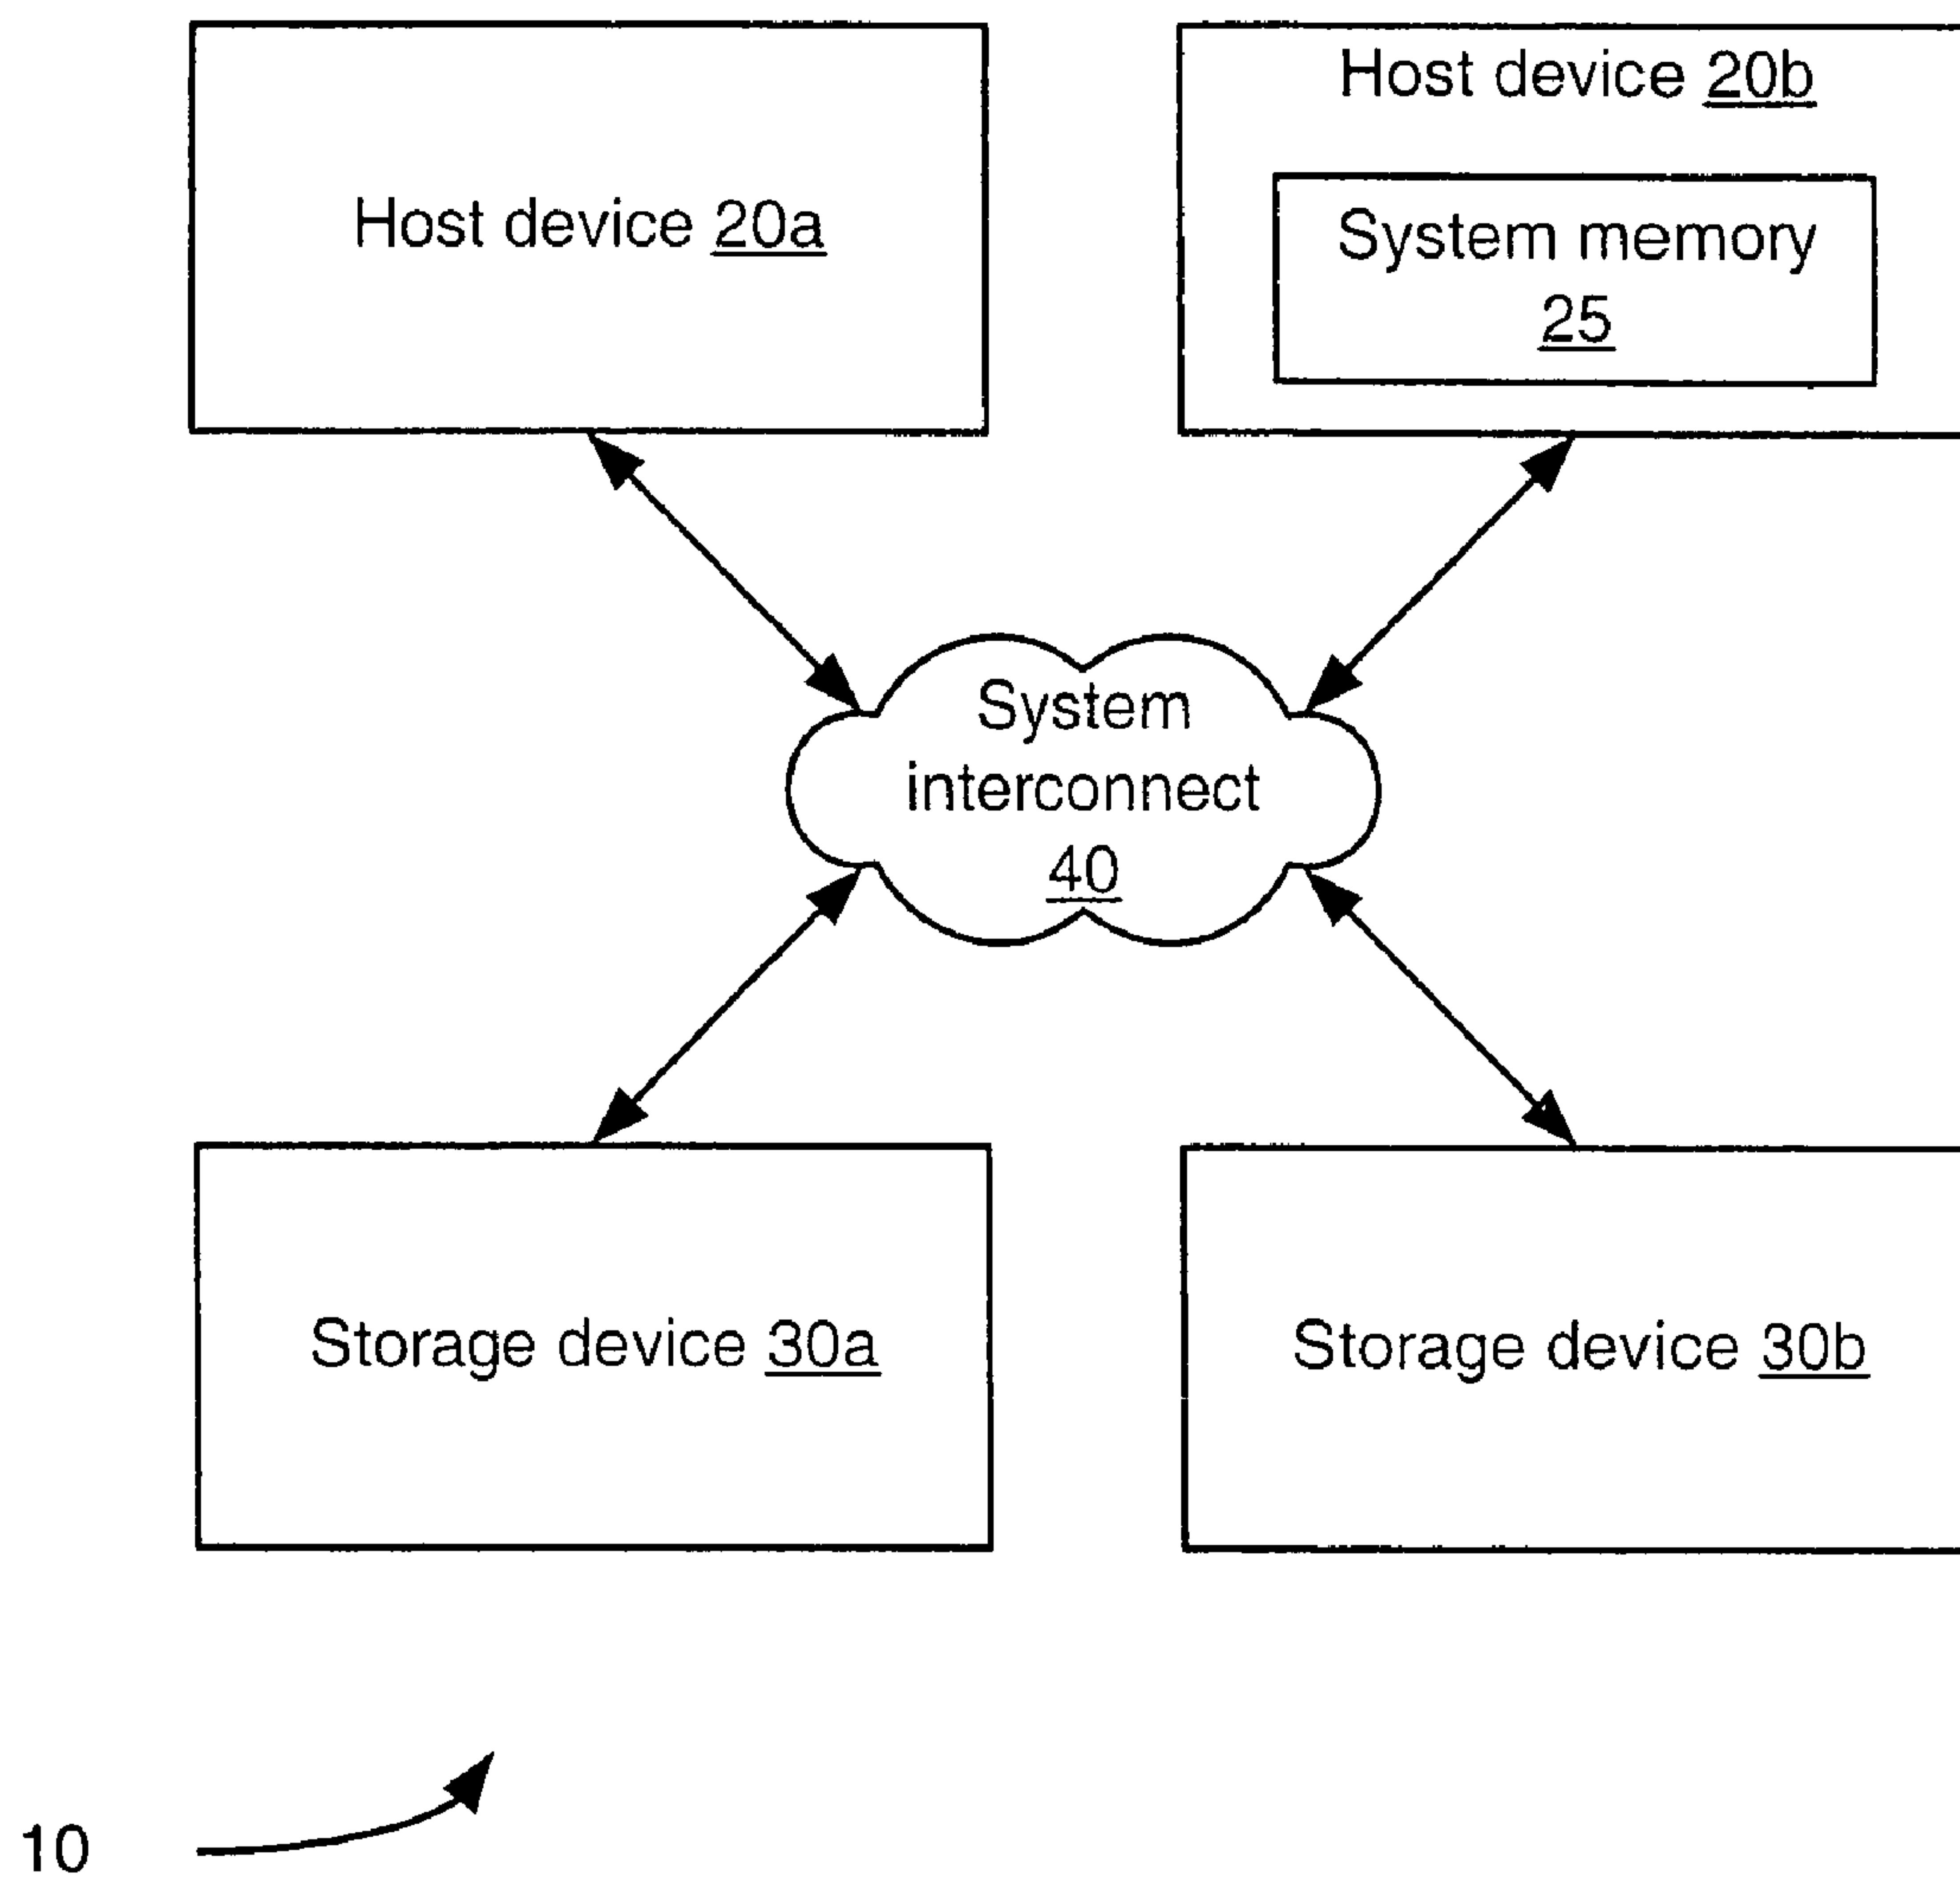 Host device 20a
Host device 20b
System memory
25
System
interconnect
40
Storage device 30a
Storage device 30b
10